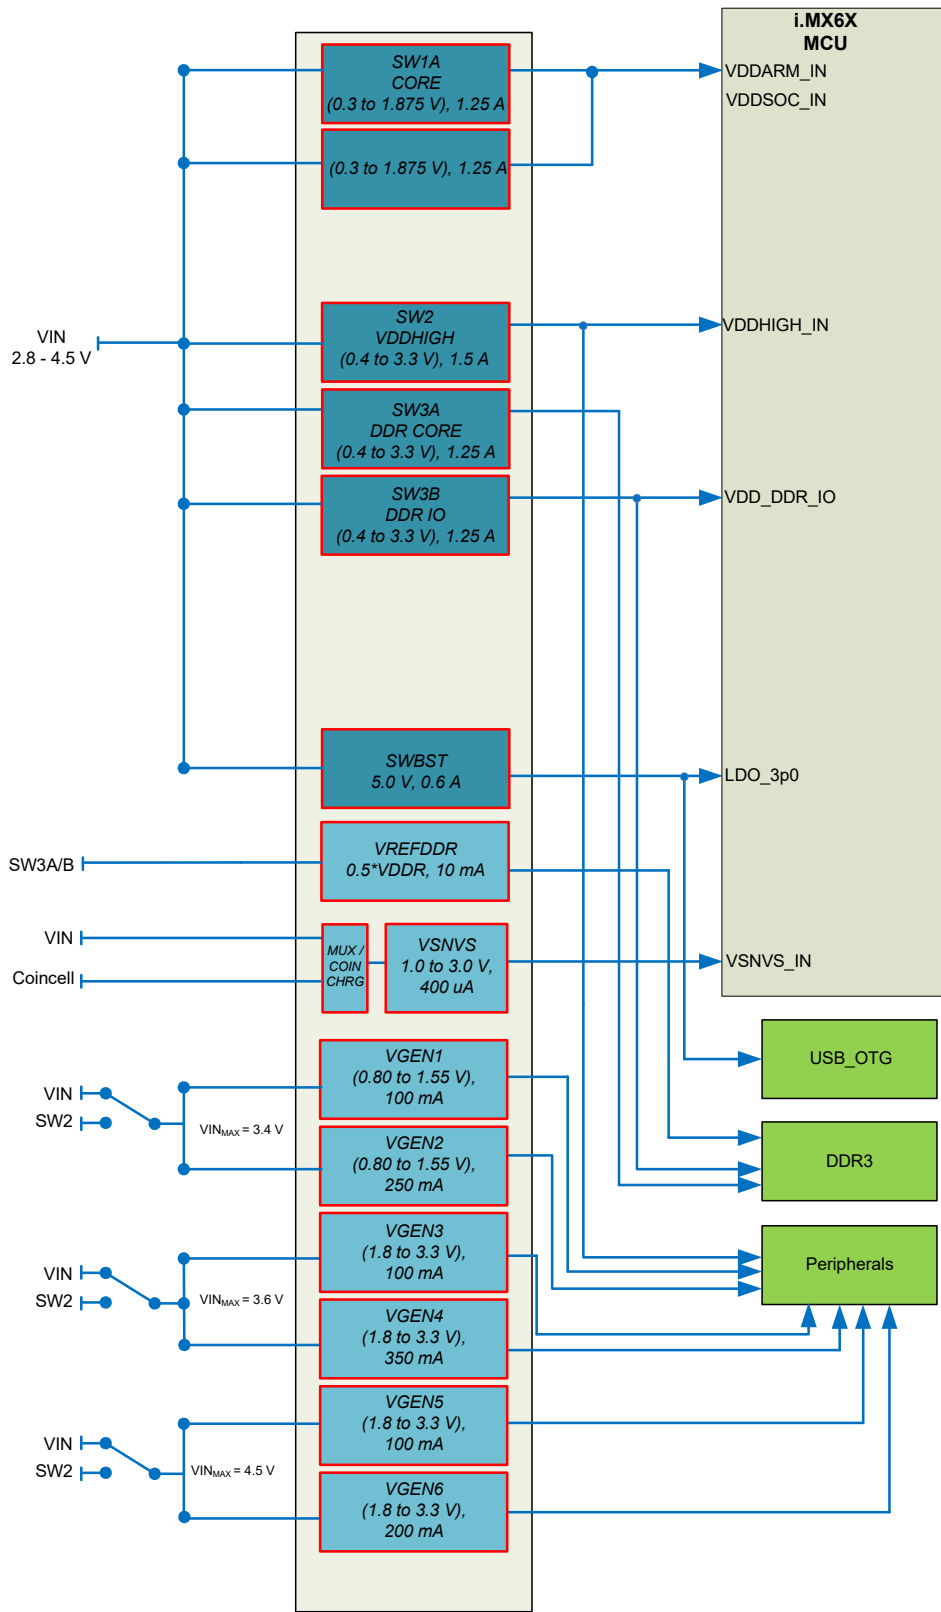 i.MX6X
MCU
SW1A
CORE
(0.3 to 1.875 V), 1.25 A
VDDARM_IN
VDDSOC_IN
(0.3 to 1.875 V), 1.25 A
VIN
2.8 - 4.5 V
SW2
VDDHIGH
(0.4 to 3.3 V), 1.5 A
VDDHIGH_IN
SW3A
DDR CORE
(0.4 to 3.3 V), 1.25 A
SW3B
DDR IO
(0.4 to 3.3 V), 1.25 A
VDD_DDR_IO
SWBST
5.0 V, 0.6 A
LDO_3p0
SW3A/B
VREFDDR
0.5*VDDR, 10 mA
VIN
Coincell
MUX /
COIN
CHRG
VSNVS
1.0 to 3.0 V,
400 uA
VSNVS_IN
USB_OTG
VIN
SW2
VIN_MAX = 3.4 V
VGEN1
(0.80 to 1.55 V),
100 mA
VGEN2
(0.80 to 1.55 V),
250 mA
DDR3
VIN
SW2
VIN_MAX = 3.6 V
VGEN3
(1.8 to 3.3 V),
100 mA
VGEN4
(1.8 to 3.3 V),
350 mA
Peripherals
VIN
SW2
VIN_MAX = 4.5 V
VGEN5
(1.8 to 3.3 V),
100 mA
VGEN6
(1.8 to 3.3 V),
200 mA